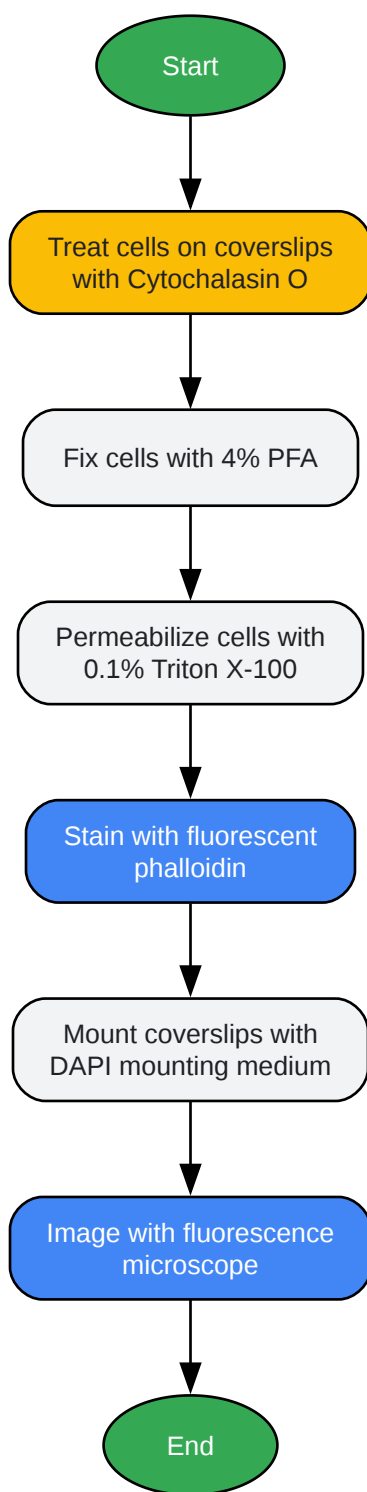 Start
Treat cells on coverslips
with Cytochalasin O
Fix cells with 4% PFA
Permeabilize cells with
0.1% Triton X-100
Stain with fluorescent
phalloidin
Mount coverslips with
DAPI mounting medium
Image with fluorescence
microscope
End